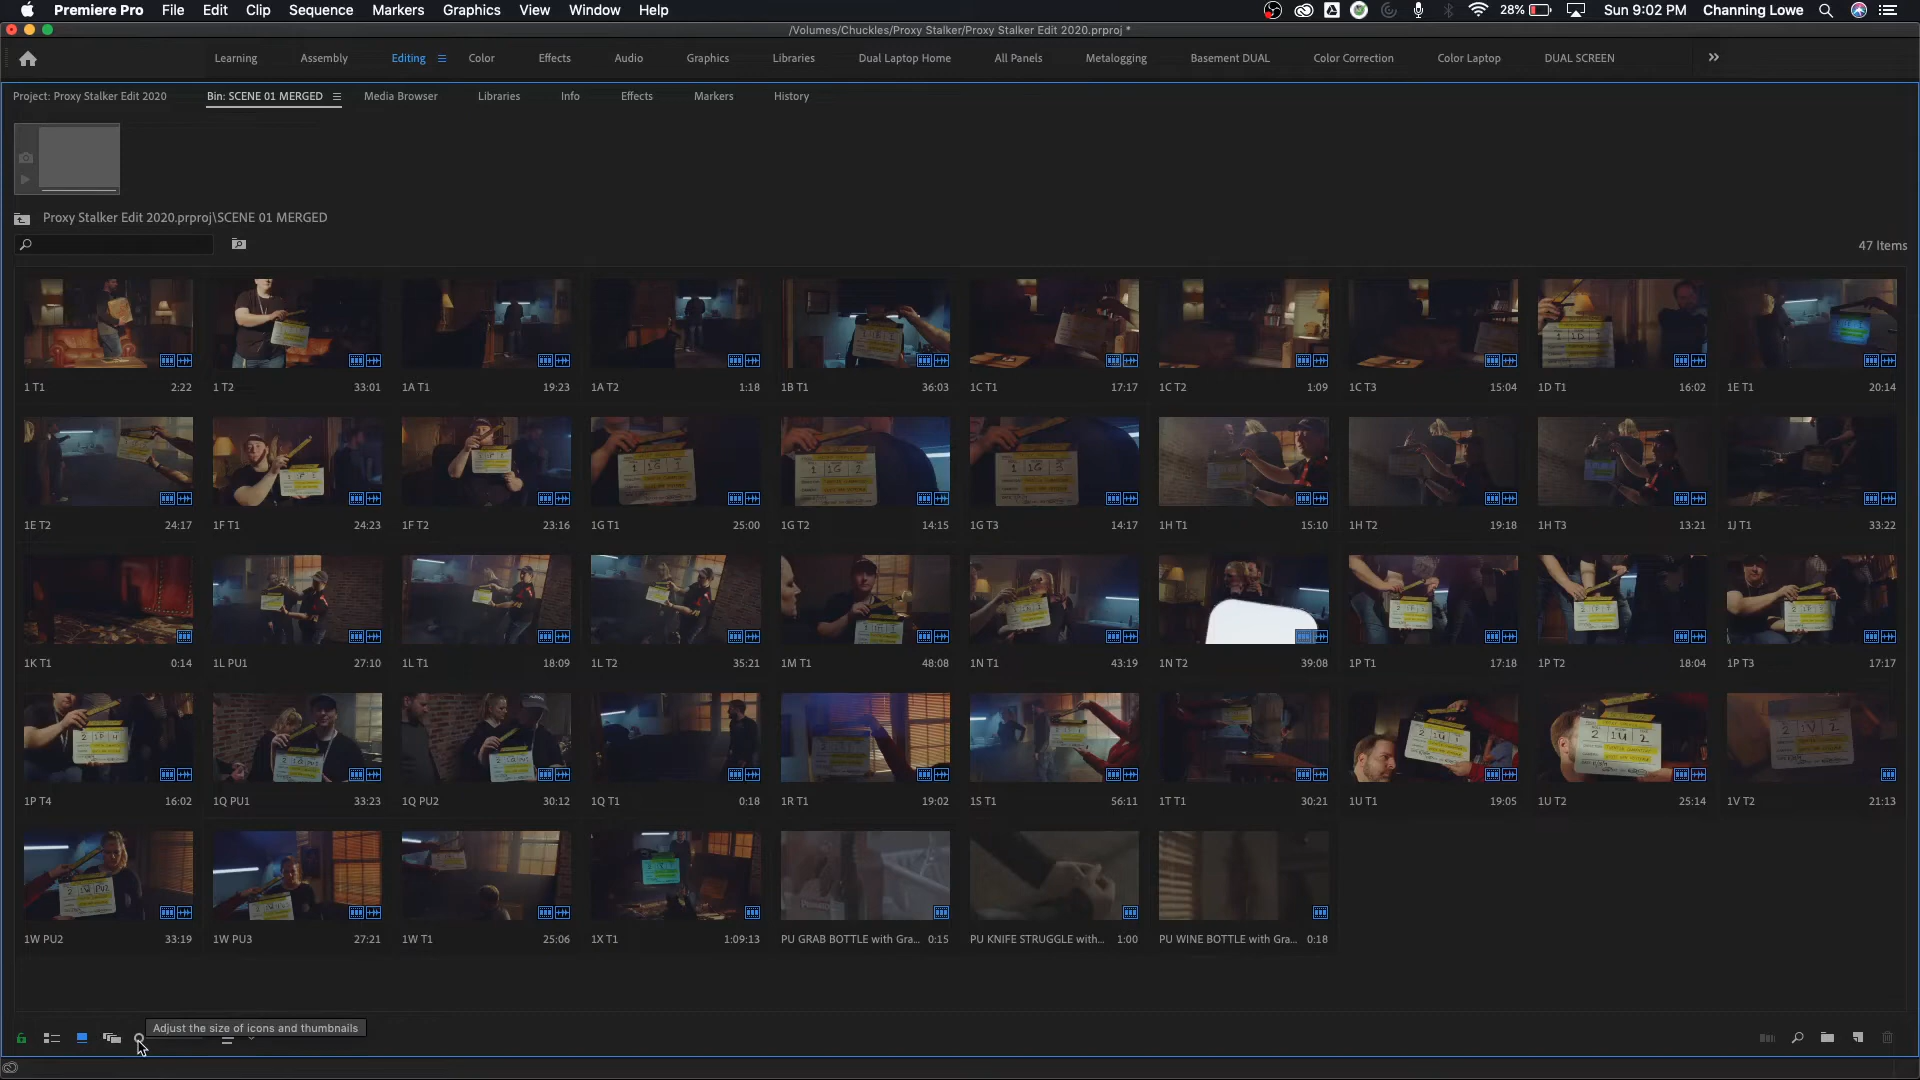 Premiere Pro File Edit Clip Sequence Markers Graphics View Window Help 28% Sun 9:02 PM Channing Lowe
/Volumes/Chuckles/Proxy Stalker/Proxy Stalker Edit 2020.prproj *
Learning Assembly Editing Color Effects Audio Graphics Libraries Dual Laptop Home All Panels Metalogging Basement DUAL Color Correction Color Laptop DUAL SCREEN
Project: Proxy Stalker Edit 2020 Bin: SCENE 01 MERGED Media Browser Libraries Info Effects Markers History
Proxy Stalker Edit 2020.prproj\SCENE 01 MERGED
47 Items
1 T1 2:22 1 T2 33:01 1A T1 19:23 1A T2 1:18 1B T1 36:03 1C T1 17:17 1C T2 1:09 1C T3 15:04 1D T1 16:02 1E T1 20:14
1E T2 24:17 1F T1 24:23 1F T2 23:16 1G T1 25:00 1G T2 14:15 1G T3 14:17 1H T1 15:10 1H T2 19:18 1H T3 13:21 1J T1 33:22
1K T1 0:14 1L PU1 27:10 1L T1 18:09 1L T2 35:21 1M T1 48:08 1N T1 43:19 1N T2 39:08 1P T1 17:18 1P T2 18:04 1P T3 17:17
1P T4 16:02 1Q PU1 33:23 1Q PU2 30:12 1Q T1 0:18 1R T1 19:02 1S T1 56:11 1T T1 30:21 1U T1 19:05 1U T2 25:14 1V T2 21:13
1W PU2 33:19 1W PU3 27:21 1W T1 25:06 1X T1 1:09:13 PU GRAB BOTTLE with Gra... 0:15 PU KNIFE STRUGGLE with... 1:00 PU WINE BOTTLE with Gra... 0:18
Adjust the size of icons and thumbnails